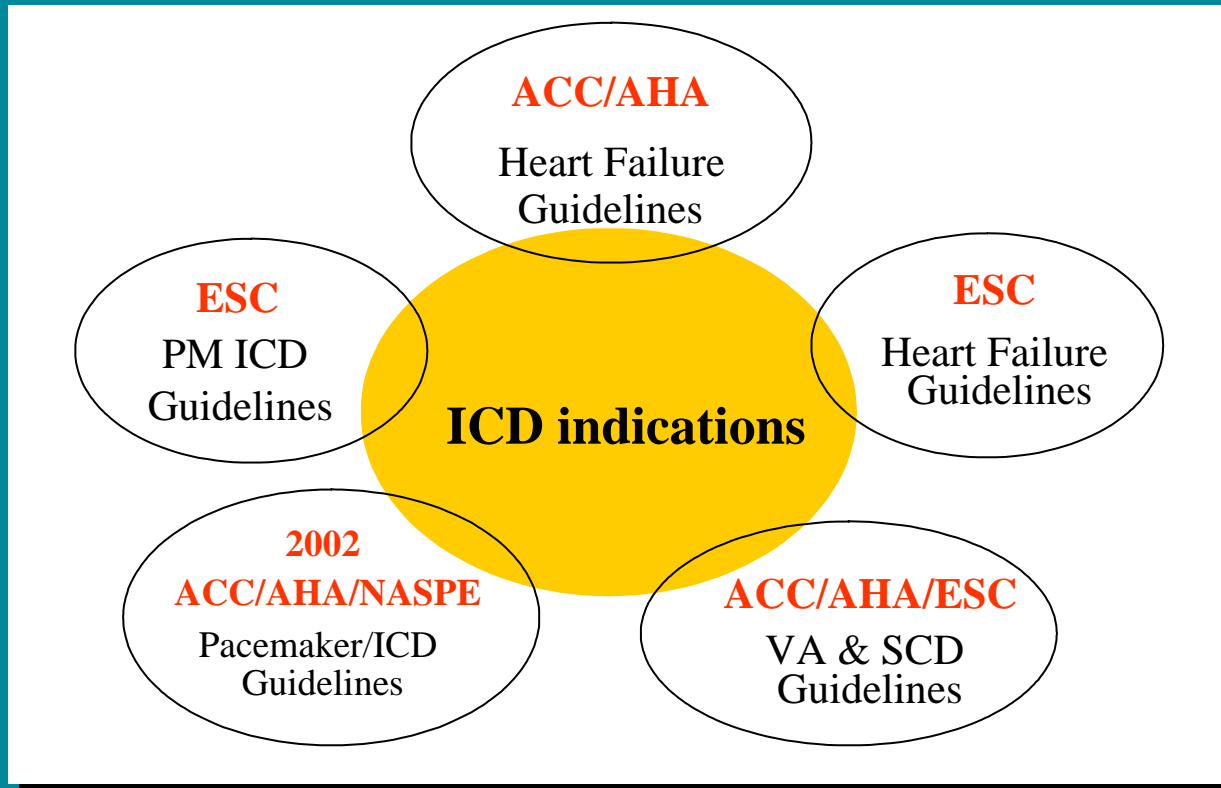 ACC/AHA
Heart Failure
Guidelines
ESC
PM ICD
Guidelines
ESC
Heart Failure
Guidelines
ICD indications
2002
ACC/AHA/NASPE
Pacemaker/ICD
Guidelines
ACC/AHA/ESC
VA & SCD
Guidelines